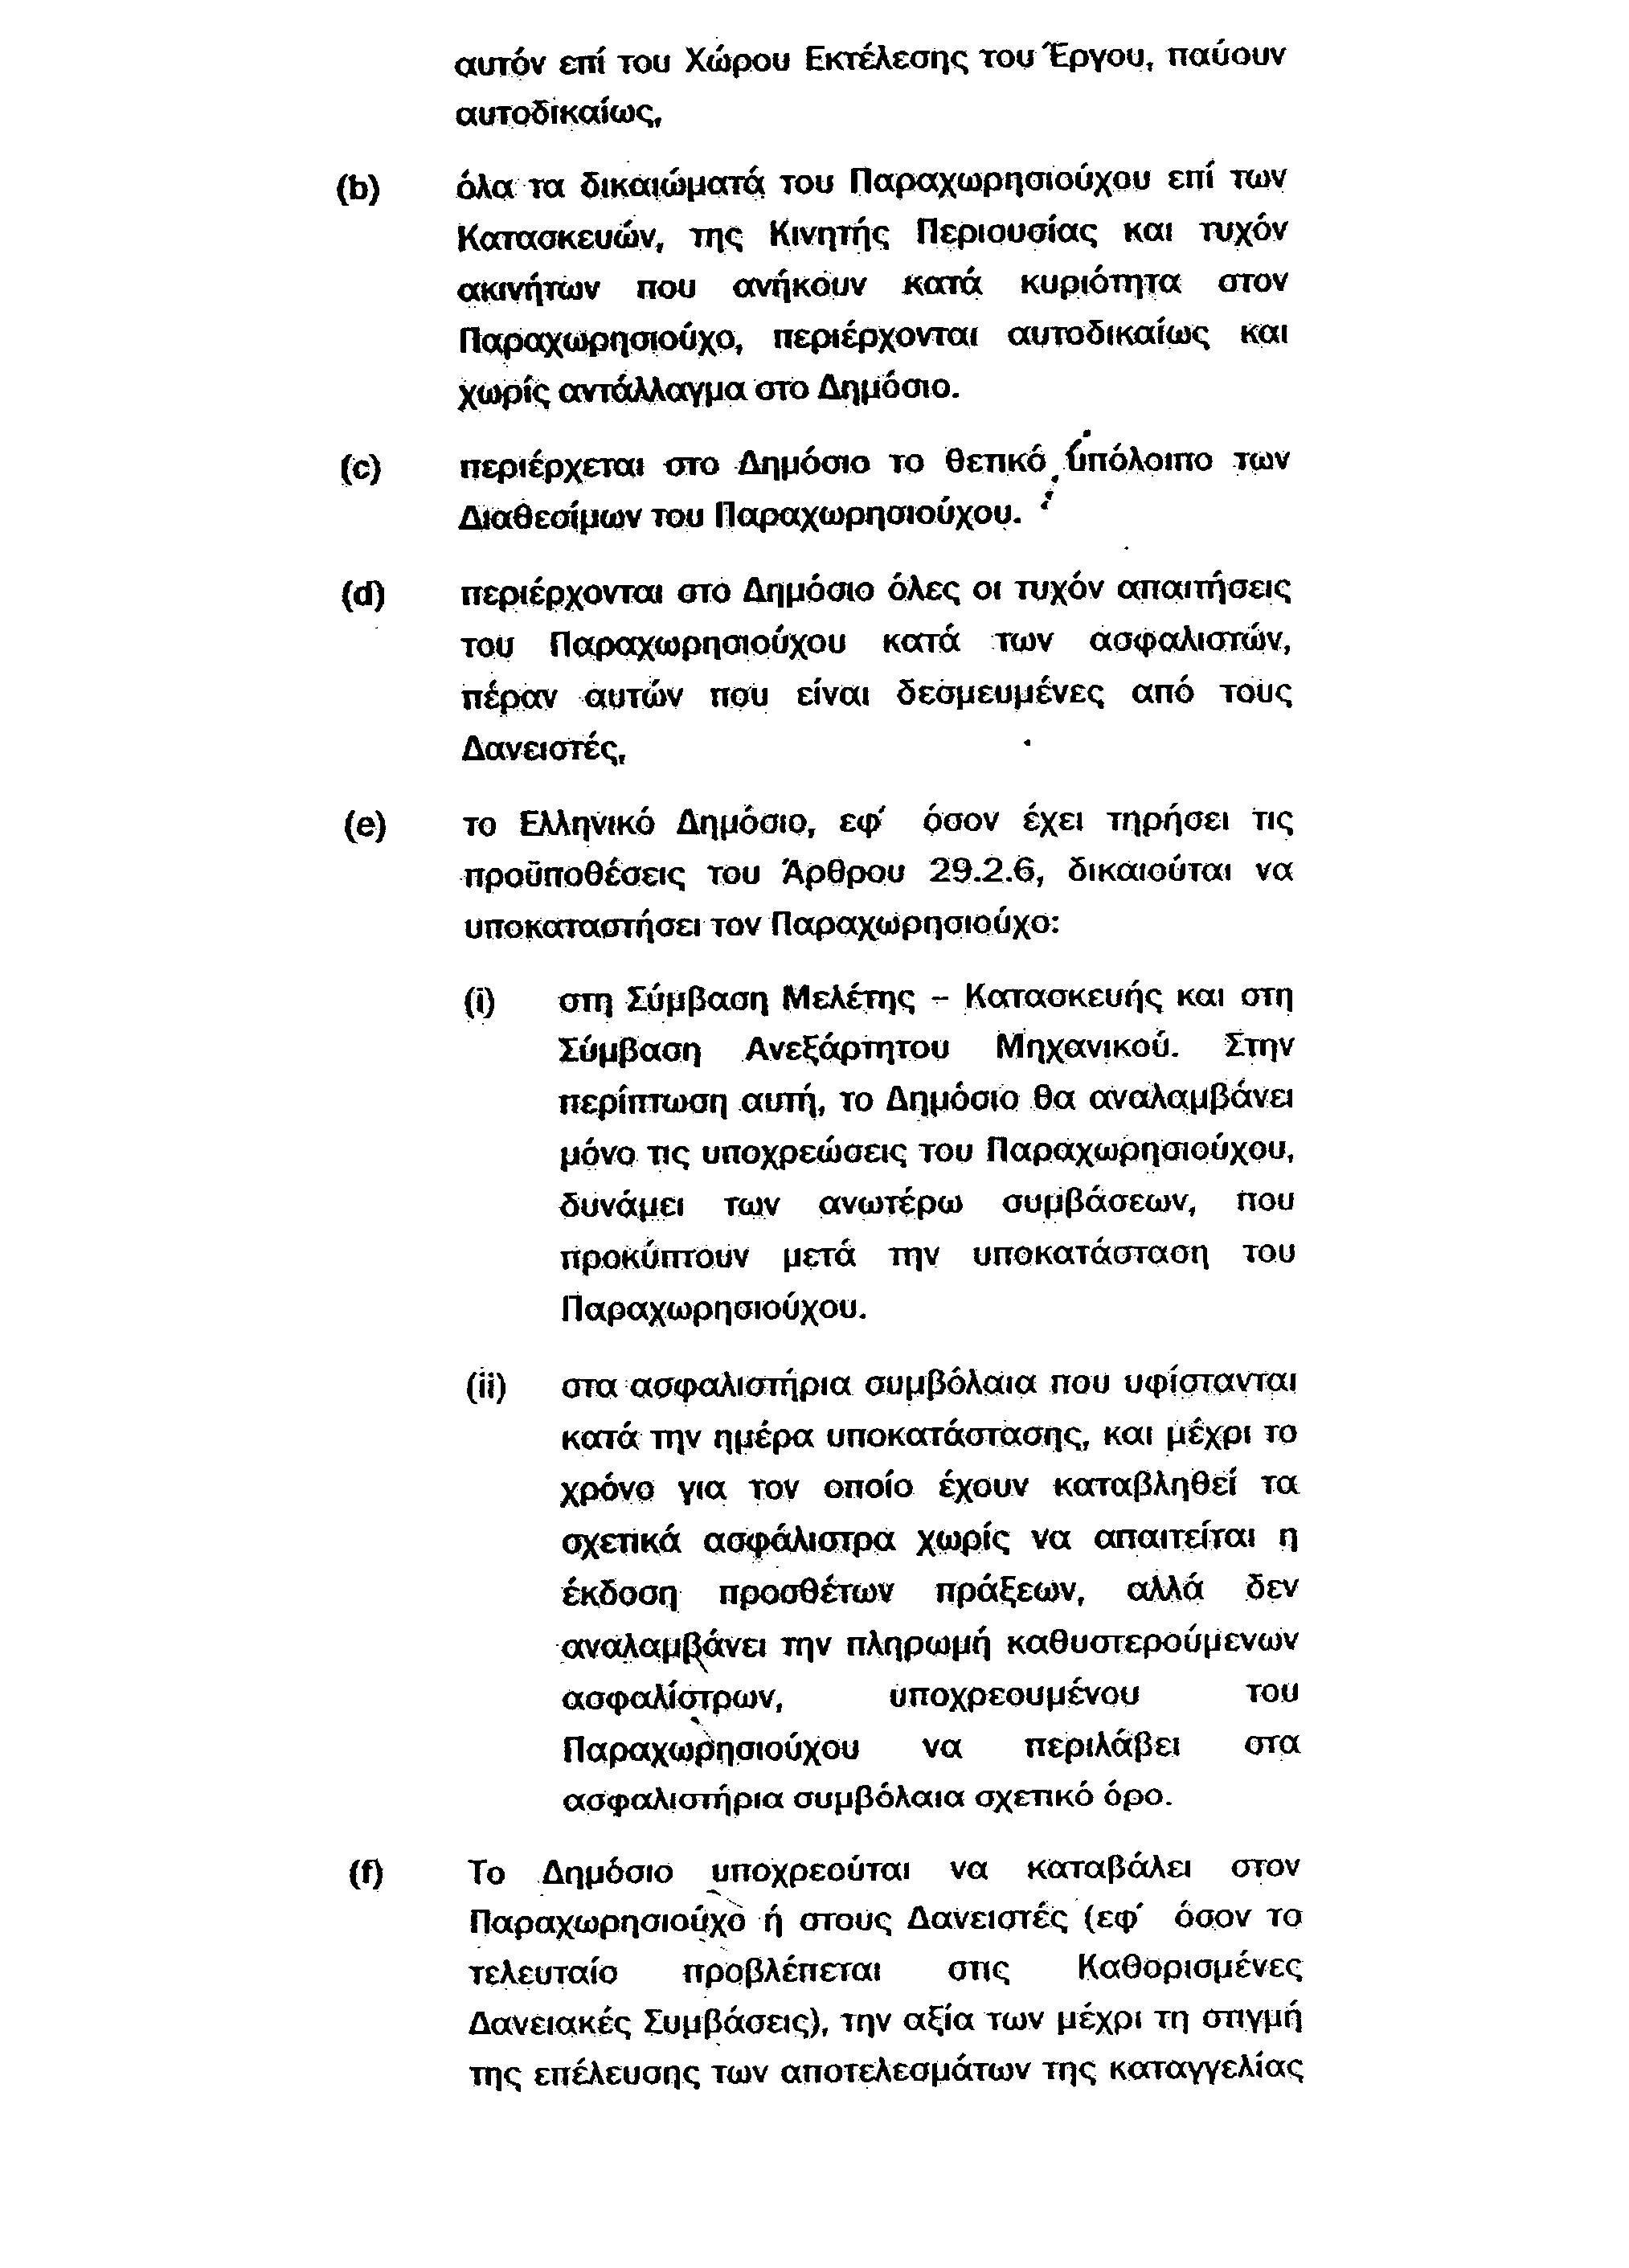 αυτόν επί του Χώρου Εκτέλεσης του Έργου, παύουν
αυτοδικαίως,
(b) όλα τα δικαιώματά του Παραχωρησιούχου επί των
Κατασκευών, της Κινητής Περιουσίας και τυχόν
ακινήτων που ανήκουν κατά κυριότητα στον
Παραχωρησιούχο, περιέρχονται αυτοδικαίως και
χωρίς αντάλλαγμα στο Δημόσιο.
(c) περιέρχεται στο Δημόσιο το θετικό υπόλοιπο των
Διαθεσίμων του Παραχωρησιούχου.
(d) περιέρχονται στο Δημόσιο όλες οι τυχόν απαιτήσεις
του Παραχωρησιούχου κατά των ασφαλιστών,
πέραν αυτών που είναι δεσμευμένες από τους
Δανειστές,
(e) το Ελληνικό Δημόσιο, εφ' όσον έχει τηρήσει τις
προϋποθέσεις του Άρθρου 29.2.6, δικαιούται να
υποκαταστήσει τον Παραχωρησιούχο:
(i) στη Σύμβαση Μελέτης – Κατασκευής και στη
Σύμβαση Ανεξάρτητου Μηχανικού. Στην
περίπτωση αυτή, το Δημόσιο θα αναλαμβάνει
μόνο τις υποχρεώσεις του Παραχωρησιούχου,
δυνάμει των ανωτέρω συμβάσεων, που
προκύπτουν μετά την υποκατάσταση του
Παραχωρησιούχου.
(ii) στα ασφαλιστήρια συμβόλαια που υφίστανται
κατά την ημέρα υποκατάστασης, και μέχρι το
χρόνο για τον οποίο έχουν καταβληθεί τα
σχετικά ασφάλιστρα χωρίς να απαιτείται η
έκδοση προσθέτων πράξεων, αλλά δεν
αναλαμβάνει την πληρωμή καθυστερούμενων
ασφαλίστρων, υποχρεουμένου του
Παραχωρησιούχου να περιλάβει στα
ασφαλιστήρια συμβόλαια σχετικό όρο.
(f) Το Δημόσιο υποχρεούται να καταβάλει στον
Παραχωρησιούχο ή στους Δανειστές (εφ' όσον το
τελευταίο προβλέπεται στις Καθορισμένες
Δανειακές Συμβάσεις), την αξία των μέχρι τη στιγμή
της επέλευσης των αποτελεσμάτων της καταγγελίας